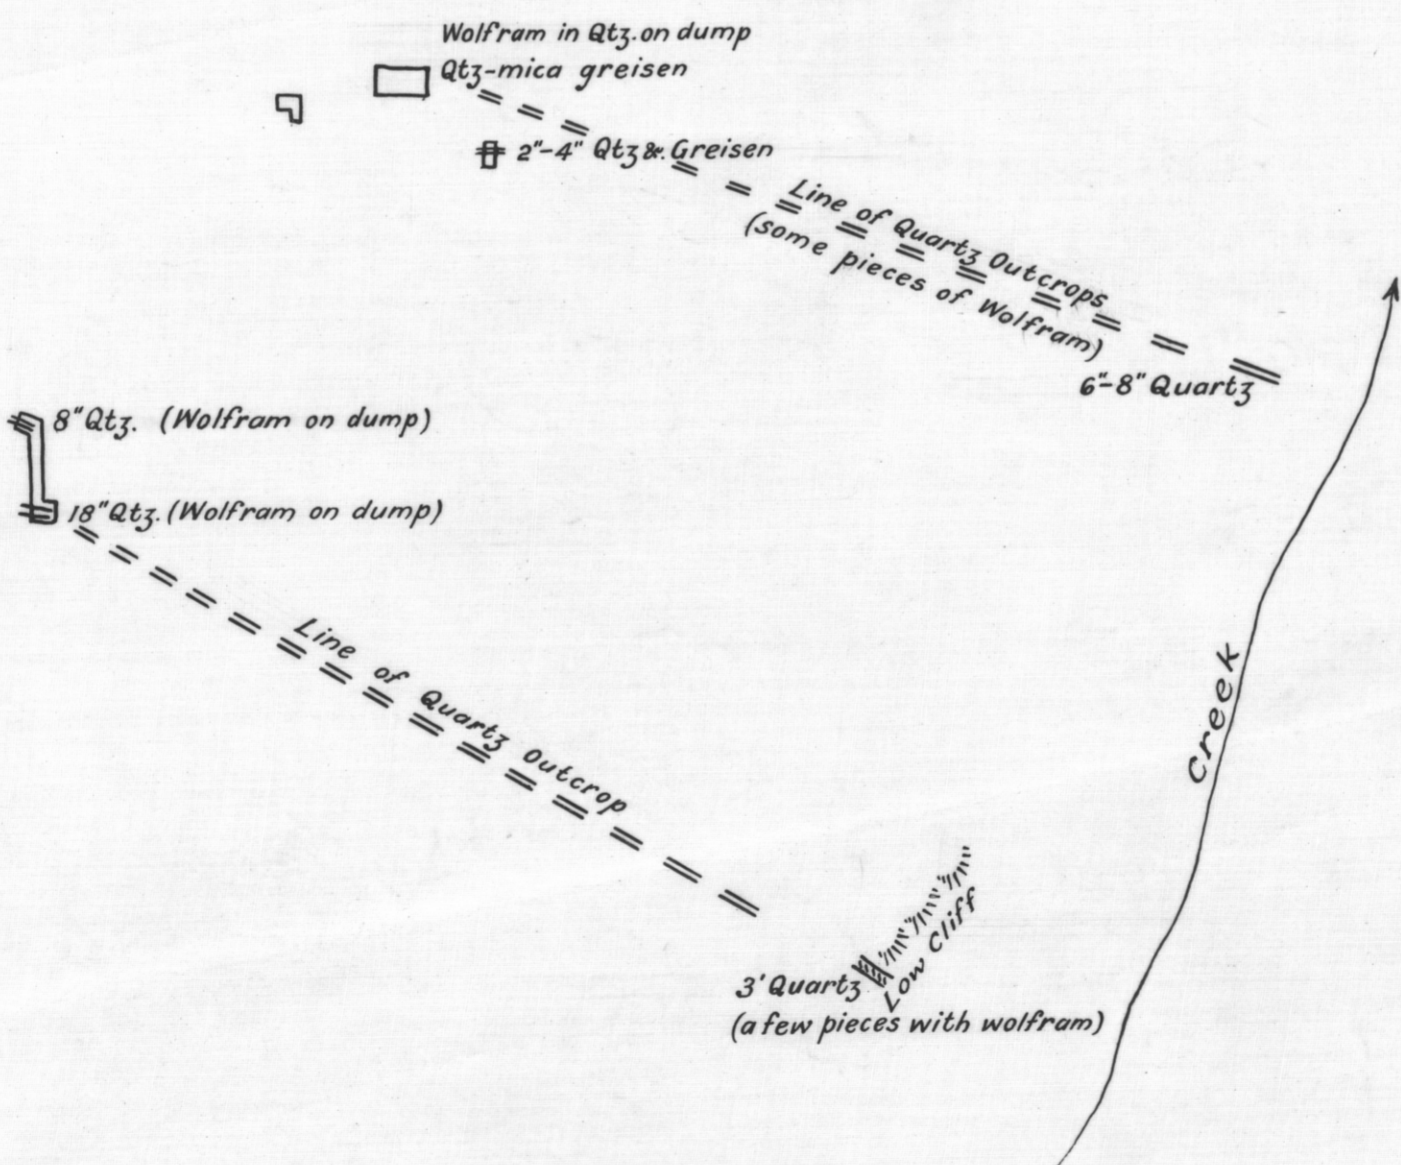 Wolfram in Qtz. on dump
Qtz-mica greisen
2"-4" Qtz &. Greisen
Line of Quartz Outcrops
(some pieces of Wolfram)
6"-8" Quartz
8" Qtz. (Wolfram on dump)
18" Qtz. (Wolfram on dump)
Line of Quartz Outcrop
Creek
Low Cliff
3' Quartz
(a few pieces with wolfram)